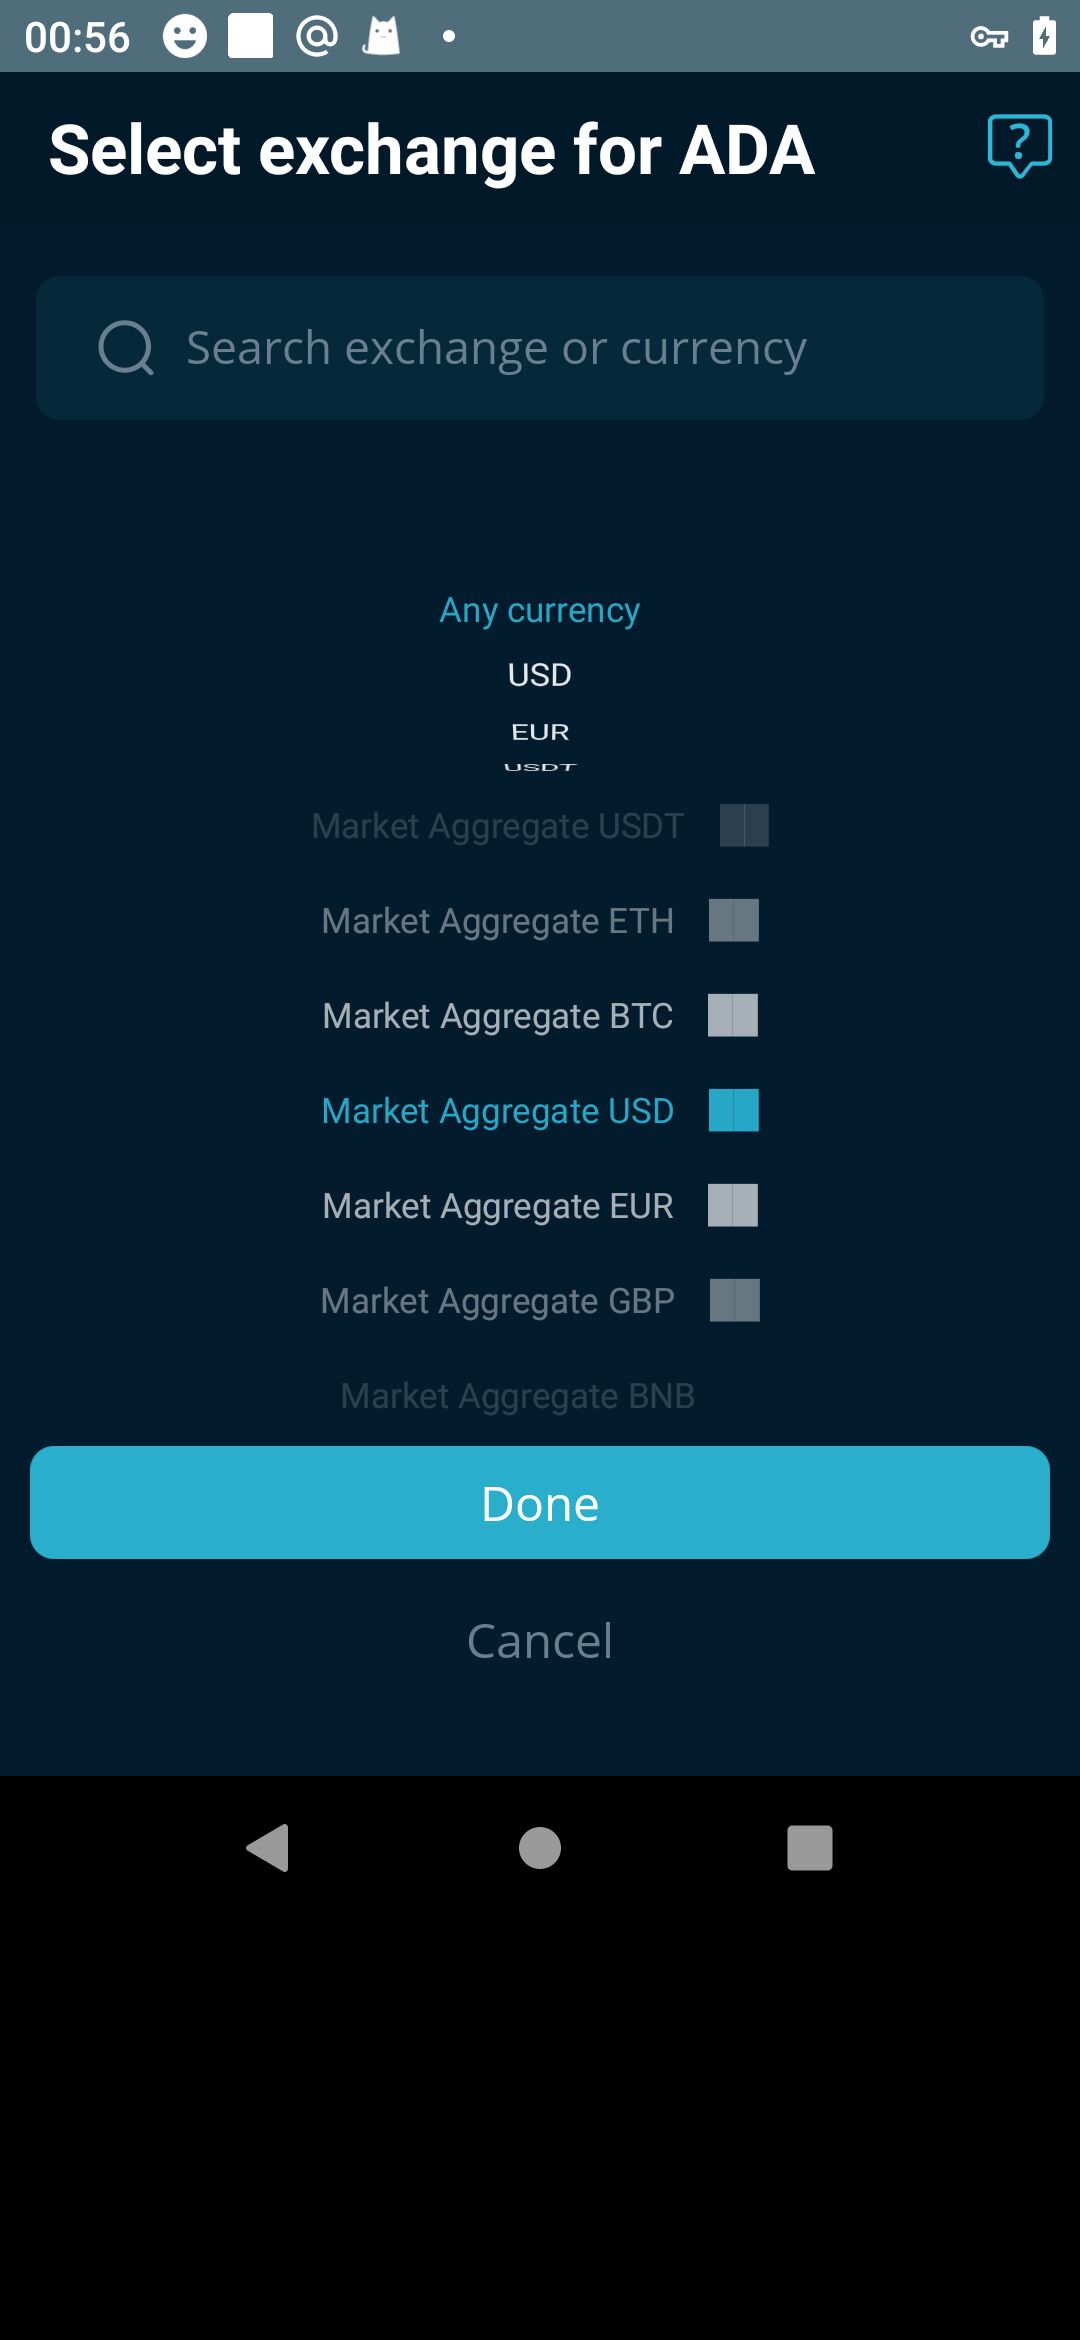 00:56
Select exchange for ADA
Search exchange or currency
Any currency
USD
EUR
USDT
Market Aggregate USDT
Market Aggregate ETH
Market Aggregate BTC
Market Aggregate USD
Market Aggregate EUR
Market Aggregate GBP
Market Aggregate BNB
Done
Cancel